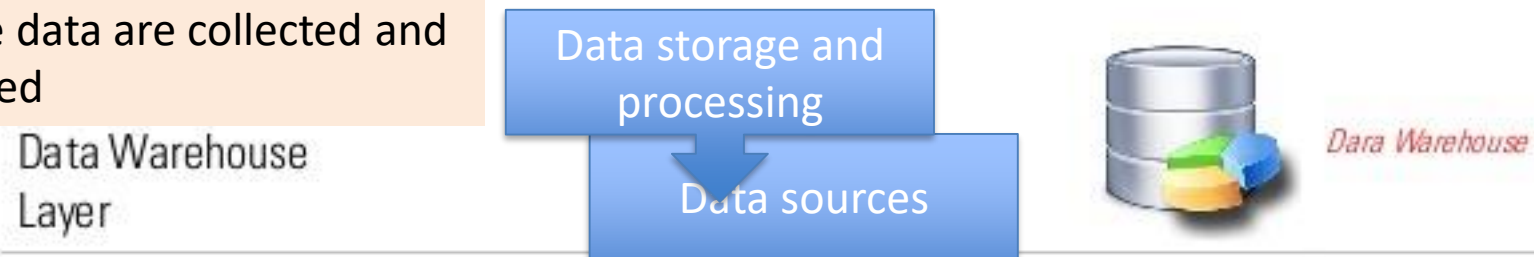 data are collected and
ed
Data storage and
processing
Data Warehouse
Layer
Data sources
Dara Warehouse